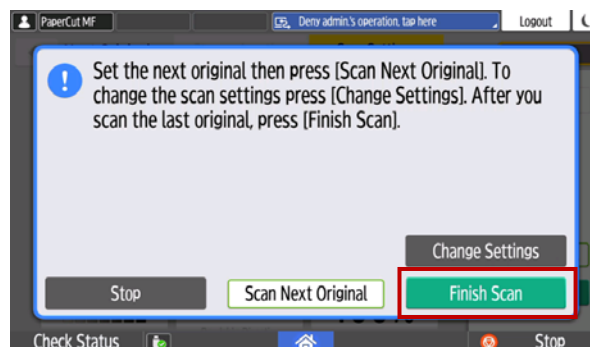 PaperCut MF
Deny admin.'s operation, tap here
Logout
Set the next original then press [Scan Next Original]. To
change the scan settings press [Change Settings]. After you
scan the last original, press [Finish Scan].
Change Settings
Stop
Scan Next Original
Finish Scan
Check Status
Stop